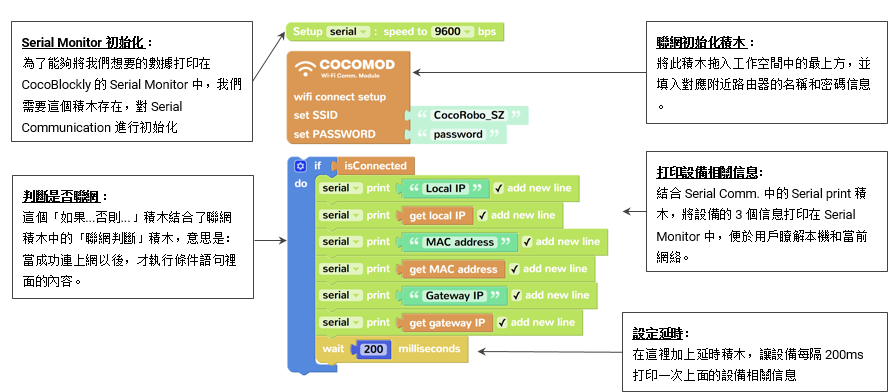 Serial Monitor 初始化：
為了能夠將我們想要的數據打印在
CocoBlockly 的 Serial Monitor 中，我們
需要這個積木存在，對 Serial
Communication 進行初始化
判斷是否聯網：
這個「如果...否則...」積木結合了聯網
積木中的「聯網判斷」積木，意思是：
當成功連上網以後，才執行條件語句裡
面的內容。
Setup serial : speed to 9600 bps
COCOMOD
Wi-Fi Comm. Module
wifi connect setup
set SSID “ CocoRobo_SZ ”
set PASSWORD “ password ”
if isConnected
do
serial print “ Local IP ” ✓ add new line
serial print get local IP ✓ add new line
serial print “ MAC address ” ✓ add new line
serial print get MAC address ✓ add new line
serial print “ Gateway IP ” ✓ add new line
serial print get gateway IP ✓ add new line
wait 200 milliseconds
聯網初始化積木：
將此積木拖入工作空間中的最上方，並
填入對應附近路由器的名稱和密碼信息
。
打印設備相關信息：
結合 Serial Comm. 中的 Serial print 積
木，將設備的 3 個信息打印在 Serial
Monitor 中，便於用戶瞭解本機和當前
網絡。
設定延時：
在這裡加上延時積木，讓設備每隔 200ms
打印一次上面的設備相關信息